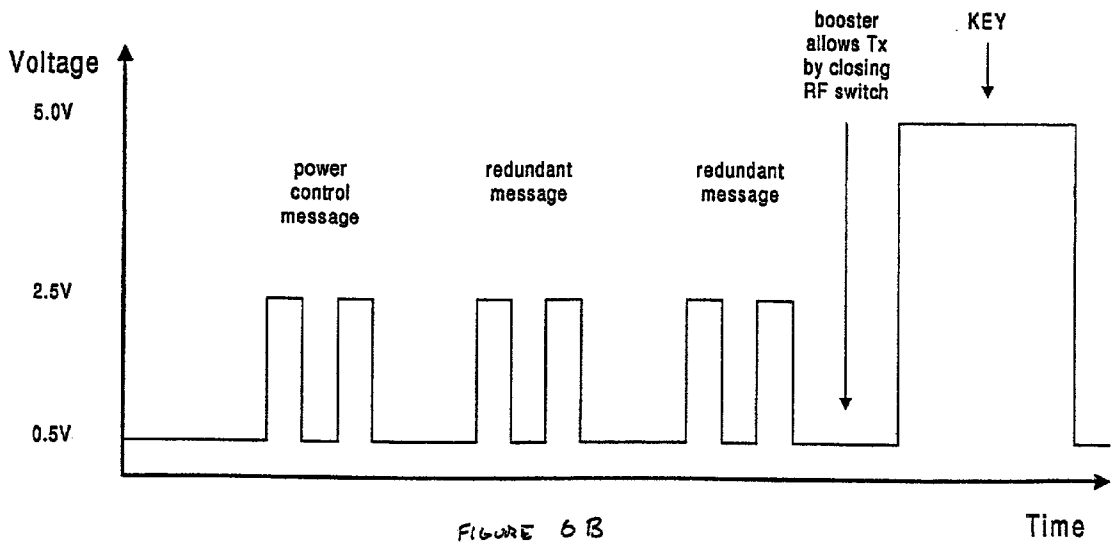 booster
allows Tx
by closing
RF switch
KEY
Voltage
5.0V
power
control
message
redundant
message
redundant
message
2.5V
0.5V
FIGURE 6B
Time